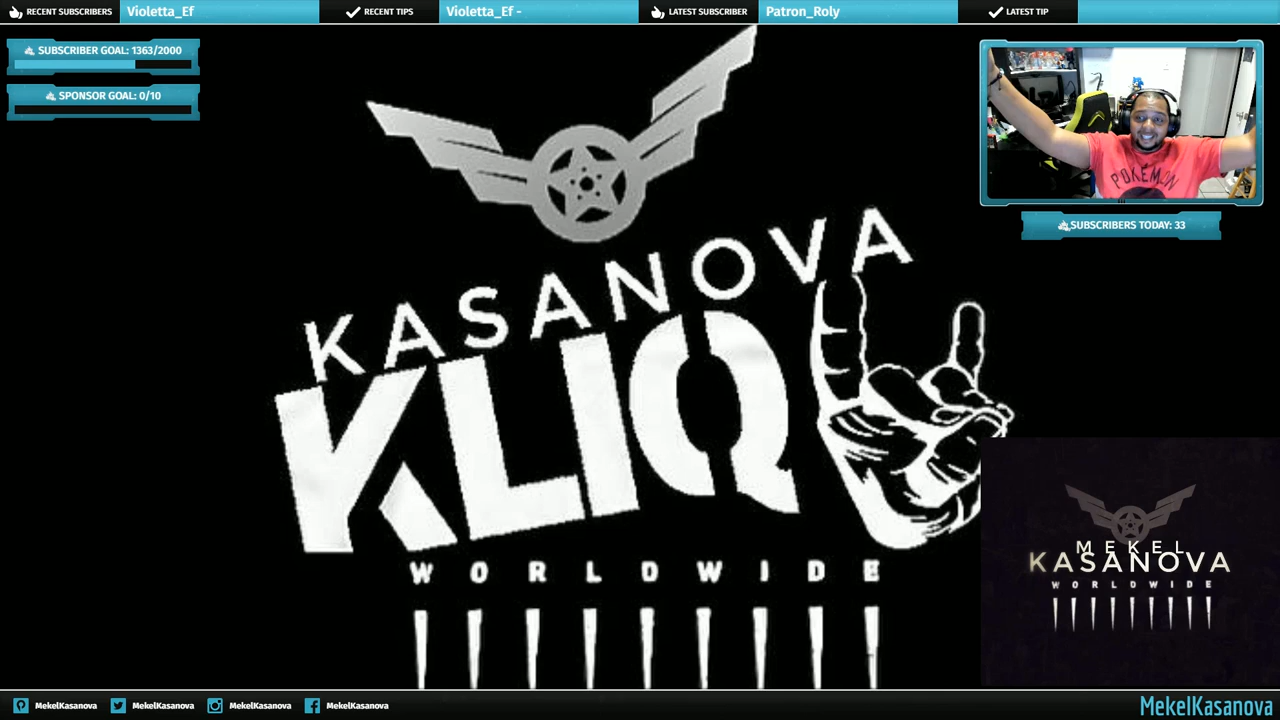 RECENT SUBSCRIBERS
Violetta_Ef
RECENT TIPS
Violetta_Ef -
LATEST SUBSCRIBER
Patron_Roly
LATEST TIP
SUBSCRIBER GOAL: 1363/2000
SPONSOR GOAL: 0/10
POKÉMON
SUBSCRIBERS TODAY: 33
KASANOVA
KLIQ
WORLDWIDE
MEKEL
KASANOVA
WORLDWIDE
MekelKasanova
MekelKasanova
MekelKasanova
MekelKasanova
MekelKasanova